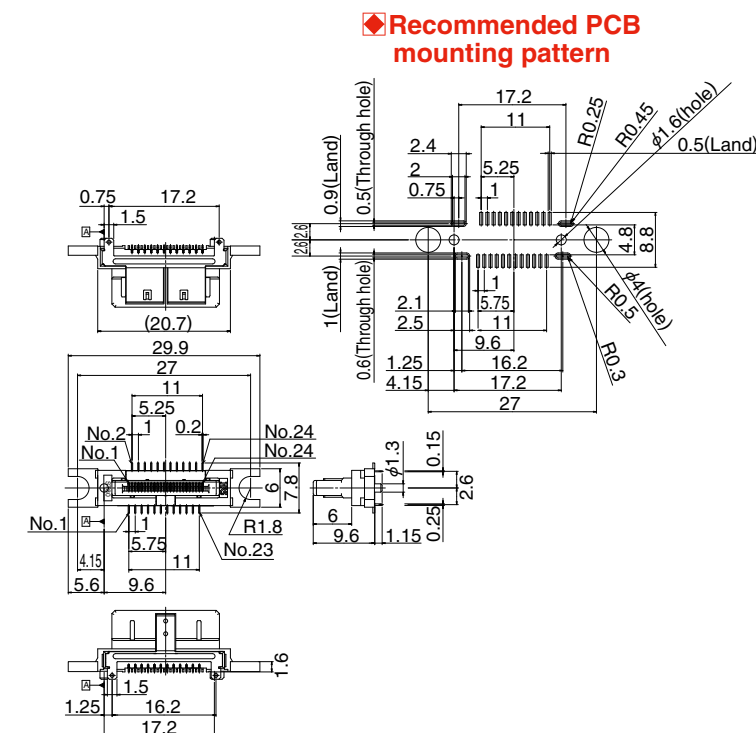 Recommended PCB
mounting pattern
17.2
11
2.4
5.25
2
0.75
1
0.9(Land)
0.5(Through hole)
R0.25
R0.45
φ1.6(hole)
0.5(Land)
2.6
2.6
4.8
8.8
1(Land)
0.6(Through hole)
1
2.1
5.75
2.5
11
9.6
1.25
16.2
4.15
17.2
27
φ4(hole)
R0.5
R0.3
0.75
17.2
1.5
A
(20.7)
29.9
27
11
5.25
No.2
1
0.2
No.24
No.1
No.24
6
7.8
No.1
A
1
R1.8
5.75
No.23
4.15
11
5.6
9.6
φ1.3
0.15
2.6
6
0.25
9.6
1.15
1.6
A
1.5
1.25
16.2
17.2